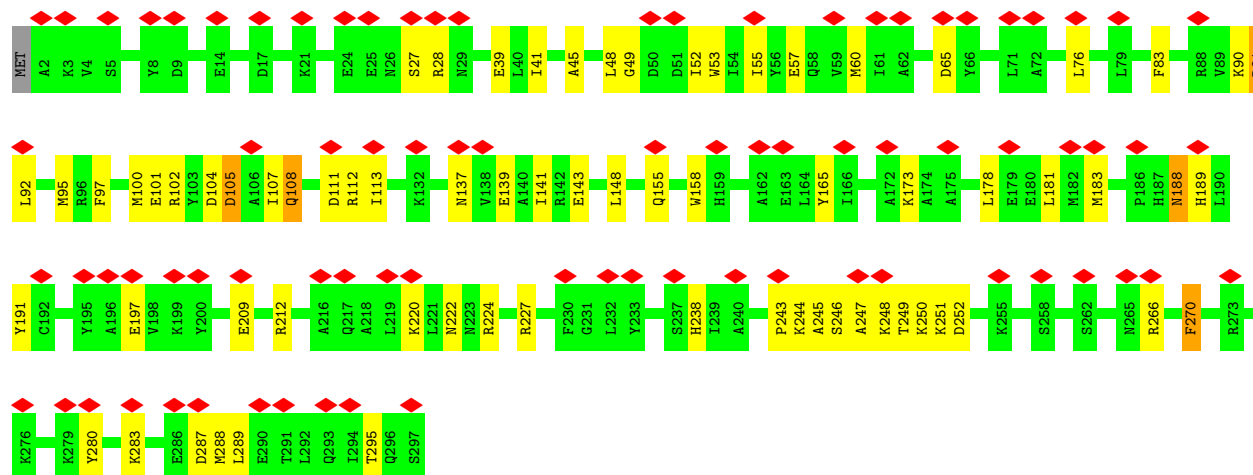 MET A2 K3 V4 S5 Y8 D9 E14 D17 K21 E24 E25 N26 S27 R28 N29 E39 L40 I41 A45 L48 G49 D50 D51 I52 W53 I54 I55 Y56 E57 Q58 V59 M60 I61 A62 D65 Y66 L71 A72 L76 L79 F83 R88 V89 K90
L92 M95 R96 F97 M100 E101 R102 Y103 D104 D105 A106 I107 Q108 D111 R112 I113 K132 N137 V138 E139 A140 I141 R142 E143 L148 Q155 W158 H159 A162 E163 L164 Y165 I166 A172 K173 A174 A175 L178 E179 E180 L181 M182 M183 P186 H187 N188 H189 L190
Y191 C192 Y195 A196 E197 V198 K199 Y200 E209 R212 A216 Q217 A218 L219 K220 L221 N222 N223 R224 R227 F230 G231 L232 Y233 S237 H238 I239 A240 P243 K244 A245 S246 A247 K248 T249 K250 K251 D252 K255 S258 S262 N265 R266 F270 R273
K276 K279 Y280 K283 E286 D287 M288 L289 E290 T291 L292 Q293 I294 T295 Q296 S297